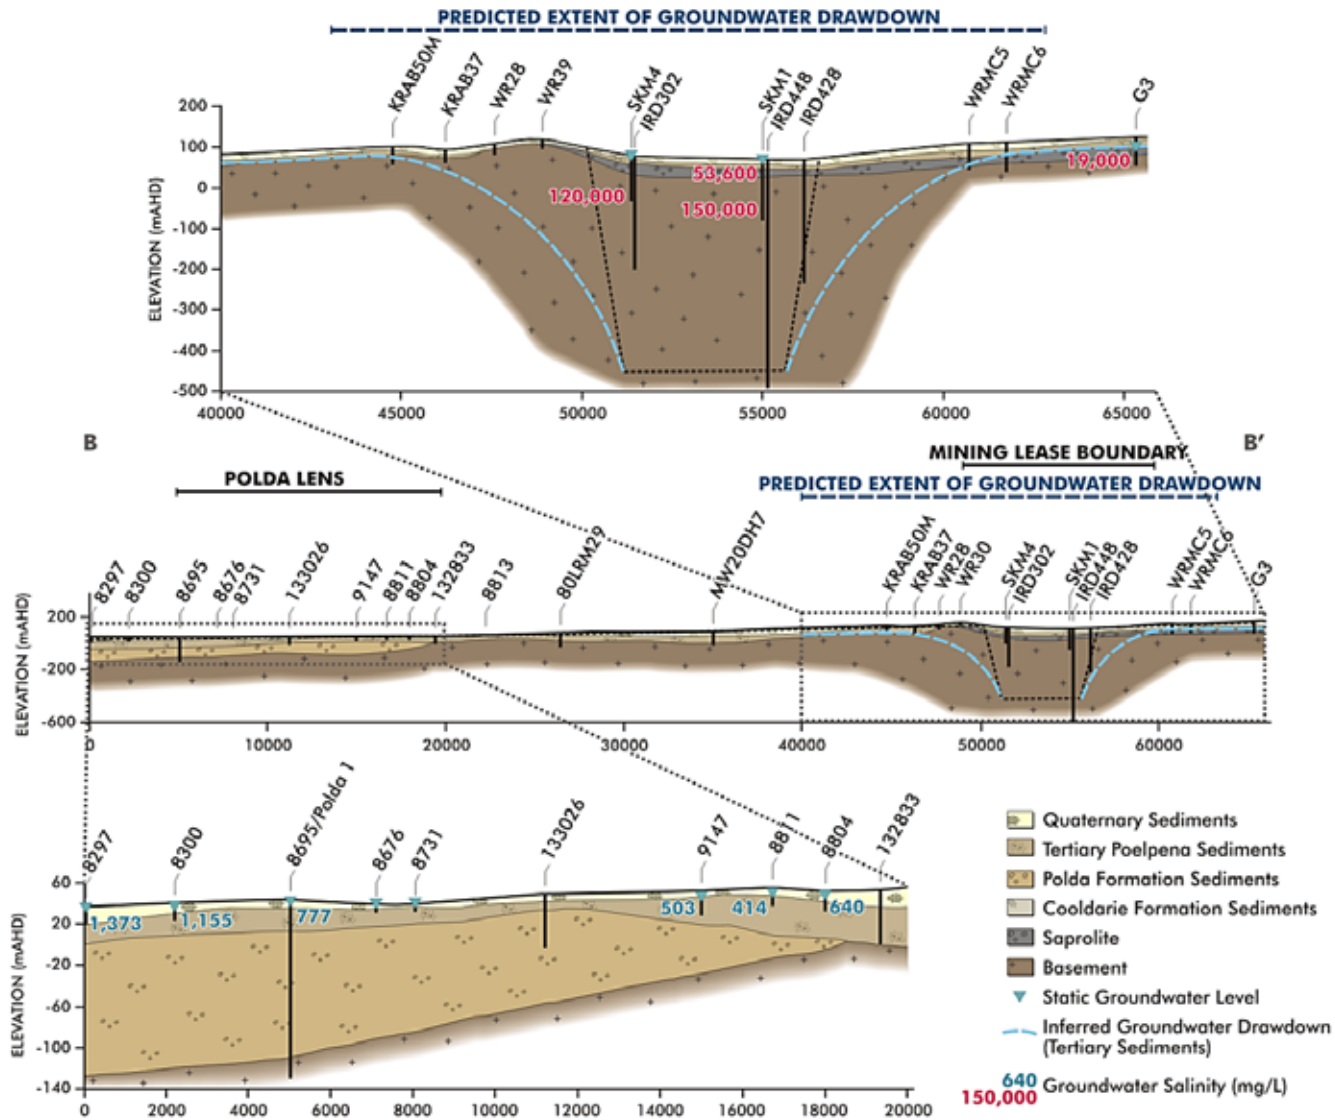 PREDICTED EXTENT OF GROUNDWATER DRAWDOWN
KRAB50M
KRAB37
WR28
WR39
SKM4
IRD302
SKM1
IRD448
IRD428
WRMC5
WRMC6
G3
ELEVATION (mAHD)
200
100
0
-100
-200
-300
-400
-500
120,000
53,600
150,000
19,000
40000 45000 50000 55000 60000 65000
B B'
POLDA LENS
MINING LEASE BOUNDARY
PREDICTED EXTENT OF GROUNDWATER DRAWDOWN
8297
8300
8695
8676
8731
133026
9147
8811
8804
132833
8813
80LRM29
MW20DH7
KRAB50M
KRAB37
WR28
WR30
SKM4
IRD302
SKM1
IRD448
IRD428
WRMC5
WRMC6
G3
ELEVATION (mAHD)
200
-200
-600
0 10000 20000 30000 40000 50000 60000
8297
8300
8695/Polda 1
8676
8731
133026
9147
8811
8804
132833
ELEVATION (mAHD)
60
20
-20
-60
-100
-140
1,373 1,155 777 503 414 640
0 2000 4000 6000 8000 10000 12000 14000 16000 18000 20000
Quaternary Sediments
Tertiary Poelpena Sediments
Polda Formation Sediments
Cooldarie Formation Sediments
Saprolite
Basement
Static Groundwater Level
Inferred Groundwater Drawdown
(Tertiary Sediments)
640
150,000 Groundwater Salinity (mg/L)